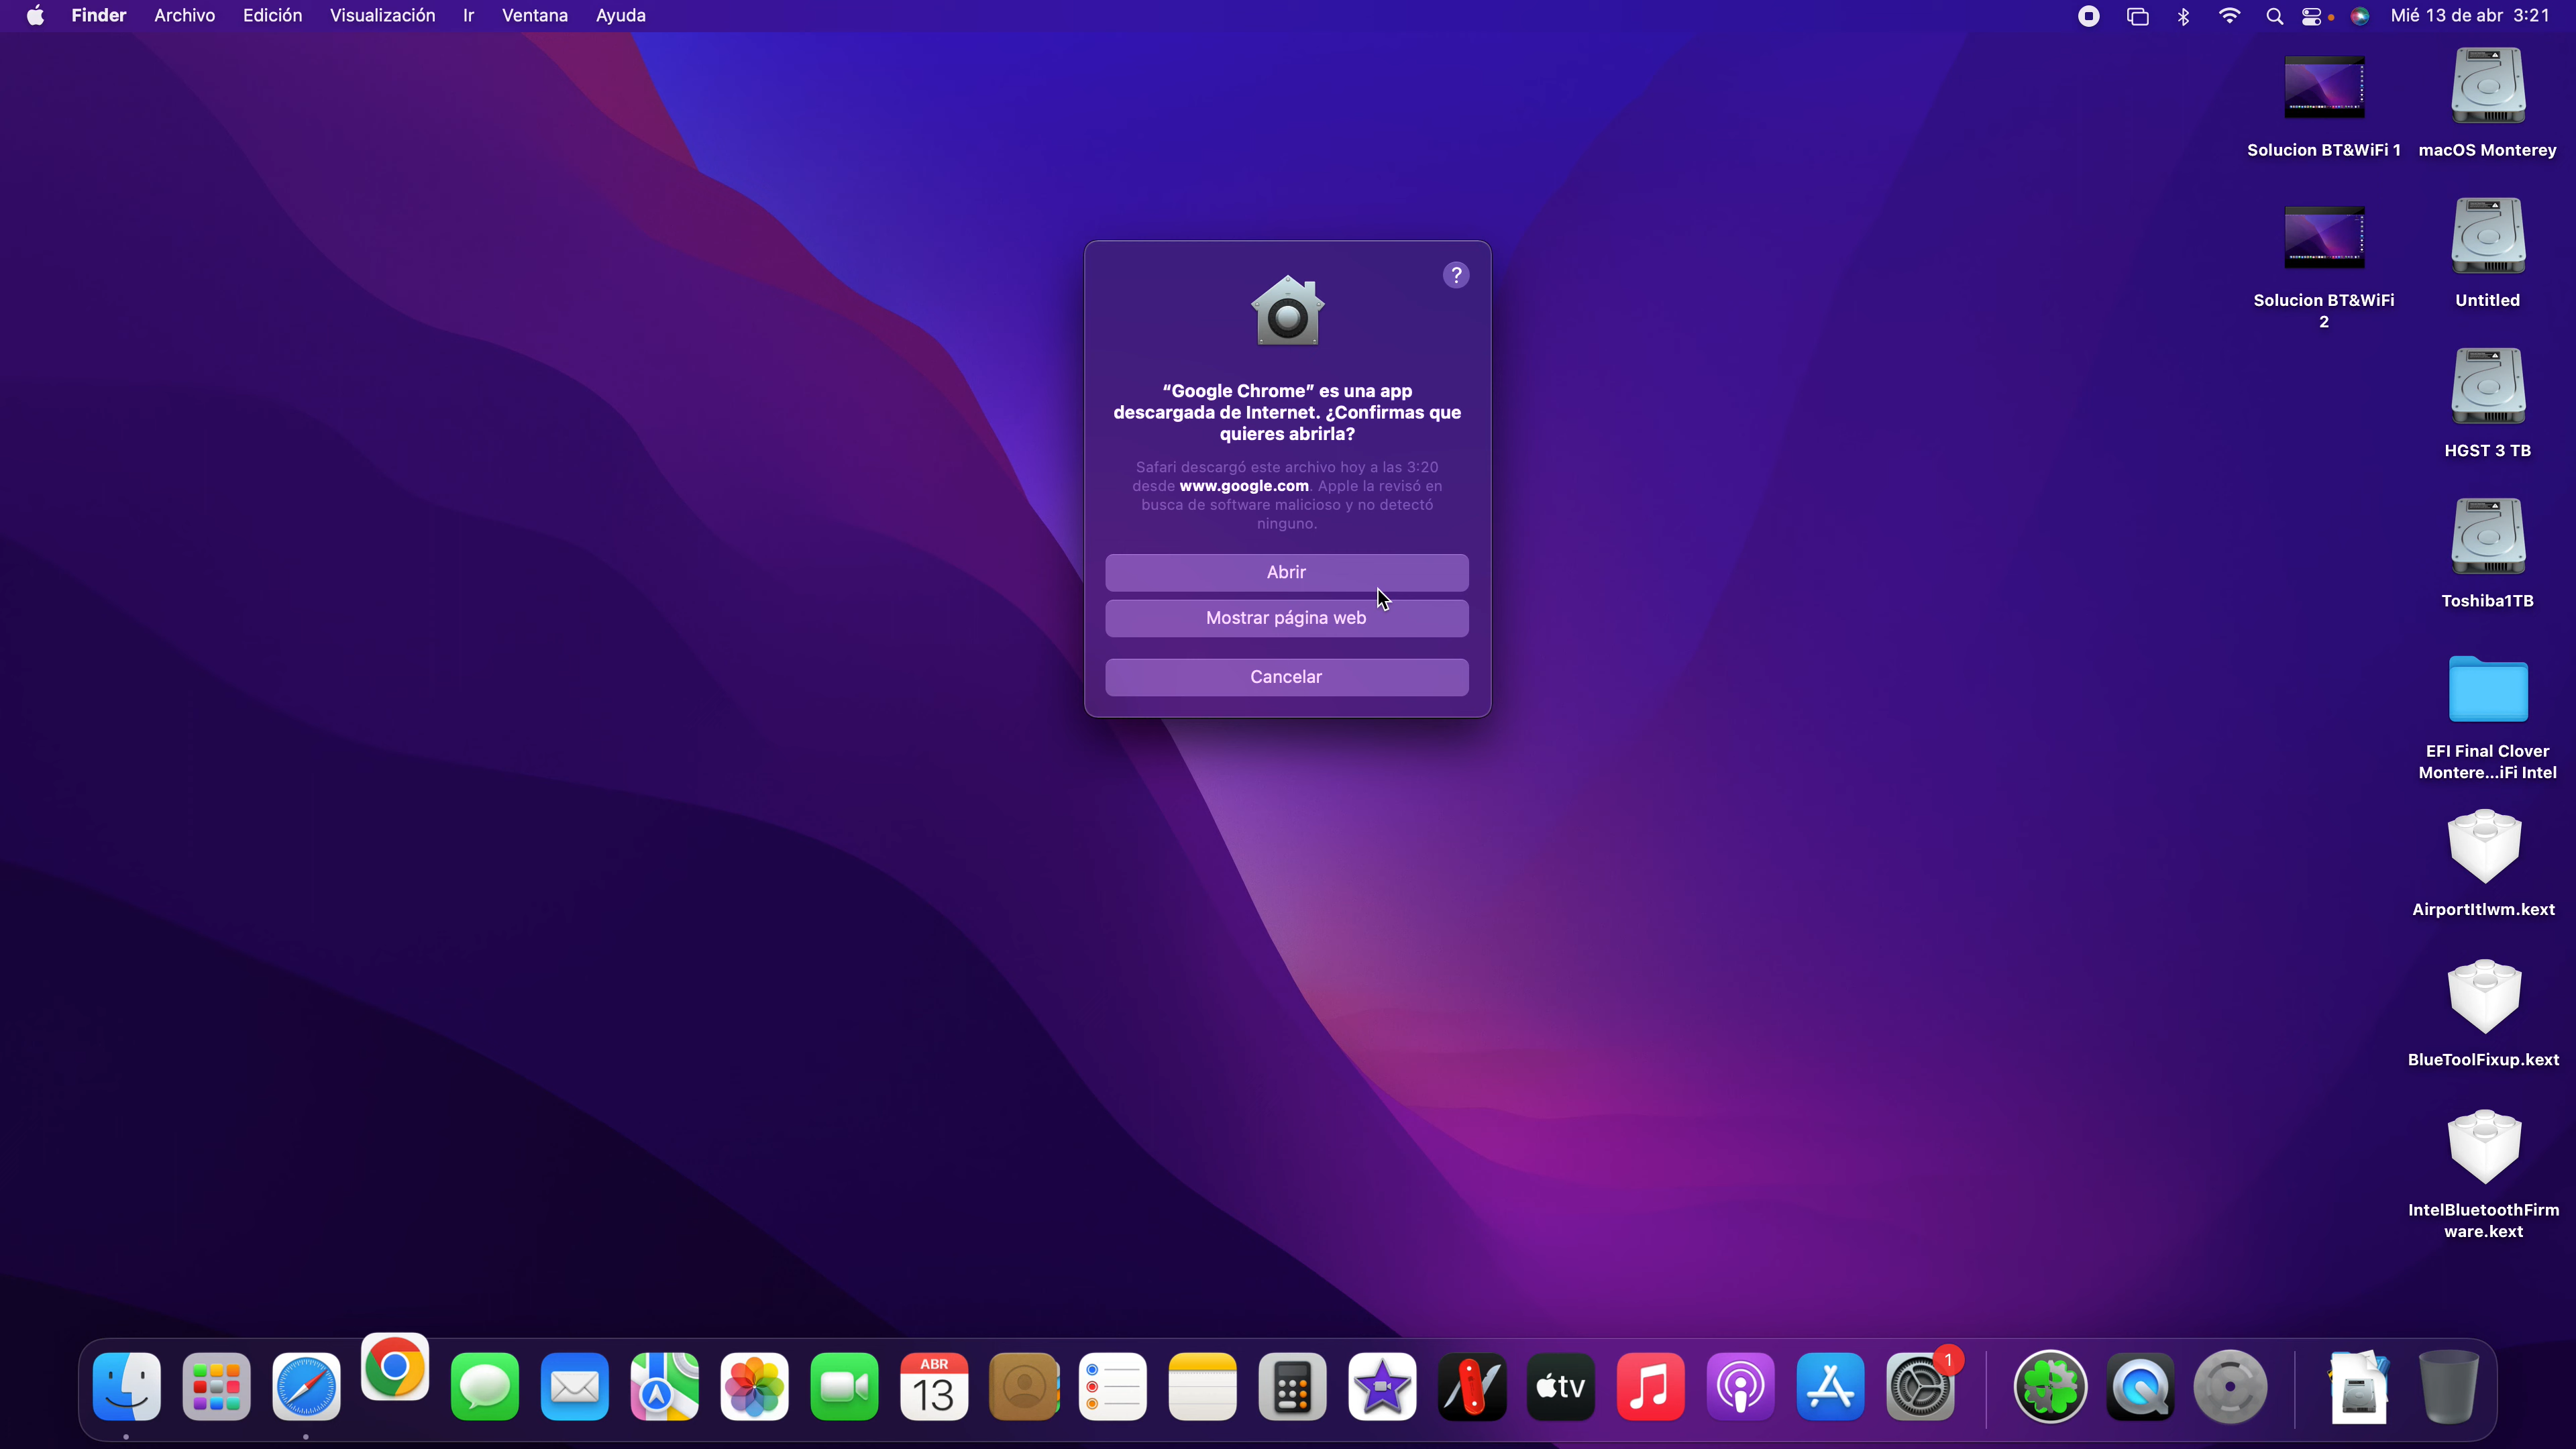 Finder Archivo Edición Visualización Ir Ventana Ayuda Mié 13 de abr 3:21
Solucion BT&WiFi 1
macOS Monterey
Solucion BT&WiFi
2
Untitled
HGST 3 TB
Toshiba1TB
EFI Final Clover
Montere...iFi Intel
AirportItlwm.kext
BlueToolFixup.kext
IntelBluetoothFirm
ware.kext
?
“Google Chrome” es una app
descargada de Internet. ¿Confirmas que
quieres abrirla?
Safari descargó este archivo hoy a las 3:20
desde www.google.com. Apple la revisó en
busca de software malicioso y no detectó
ninguno.
Abrir
Mostrar página web
Cancelar
ABR
13
tv
1